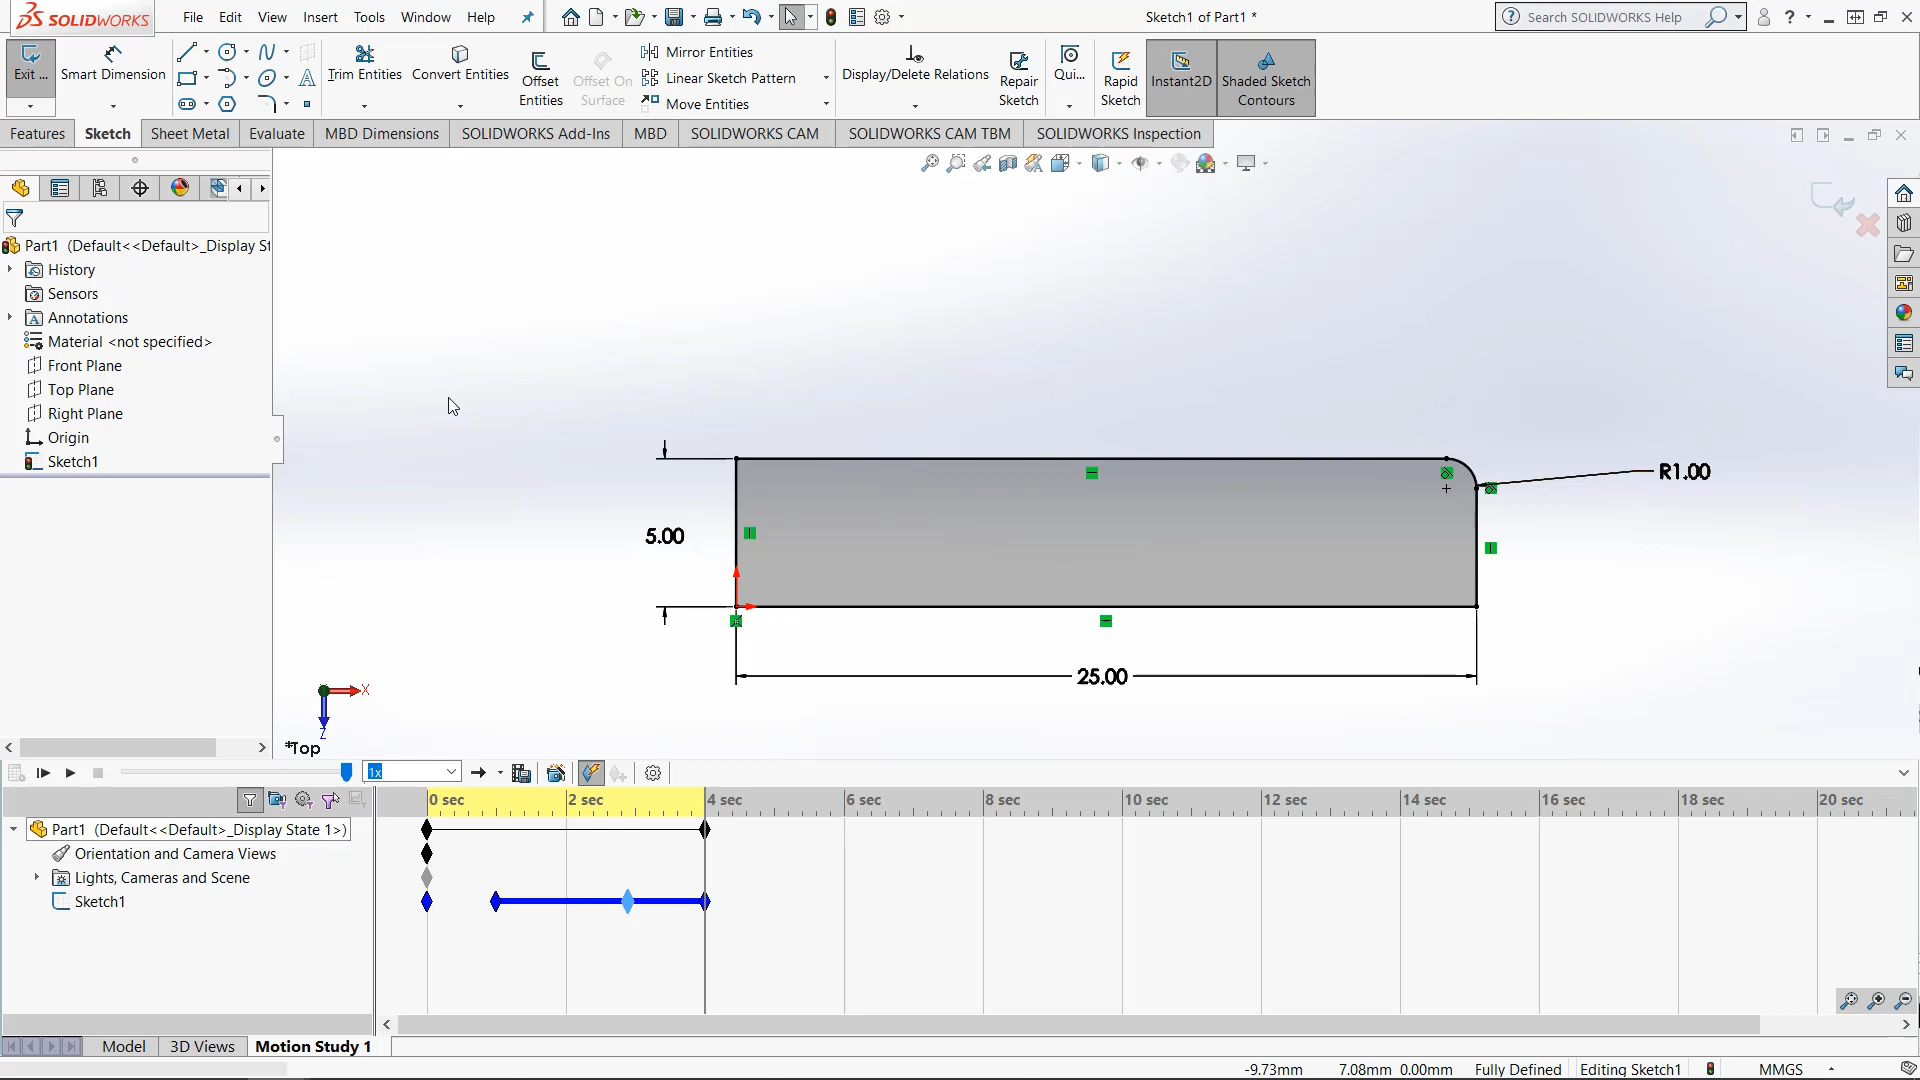 SOLIDWORKS File Edit View Insert Tools Window Help Sketch1 of Part1 * Search SOLIDWORKS Help
Exit ... Smart Dimension Trim Entities Convert Entities Offset Entities Offset On Surface Mirror Entities Linear Sketch Pattern Move Entities Display/Delete Relations Repair Sketch Qui... Rapid Sketch Instant2D Shaded Sketch Contours
Features Sketch Sheet Metal Evaluate MBD Dimensions SOLIDWORKS Add-Ins MBD SOLIDWORKS CAM SOLIDWORKS CAM TBM SOLIDWORKS Inspection
Part1 (Default<<Default>_Display St
History
Sensors
Annotations
Material <not specified>
Front Plane
Top Plane
Right Plane
Origin
Sketch1
R1.00
5.00
25.00
X
Z
*Top
1x
0 sec 2 sec 4 sec 6 sec 8 sec 10 sec 12 sec 14 sec 16 sec 18 sec 20 sec
Part1 (Default<<Default>_Display State 1>)
Orientation and Camera Views
Lights, Cameras and Scene
Sketch1
Model 3D Views Motion Study 1
-9.73mm 7.08mm 0.00mm Fully Defined Editing Sketch1 MMGS